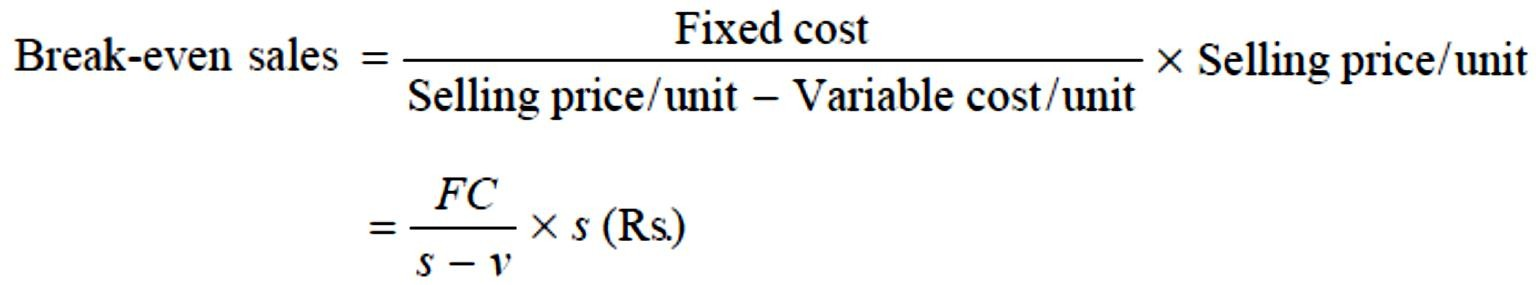 Break-even sales = Fixed cost / Selling price/unit − Variable cost/unit × Selling price/unit
= FC / s − v × s (Rs.)